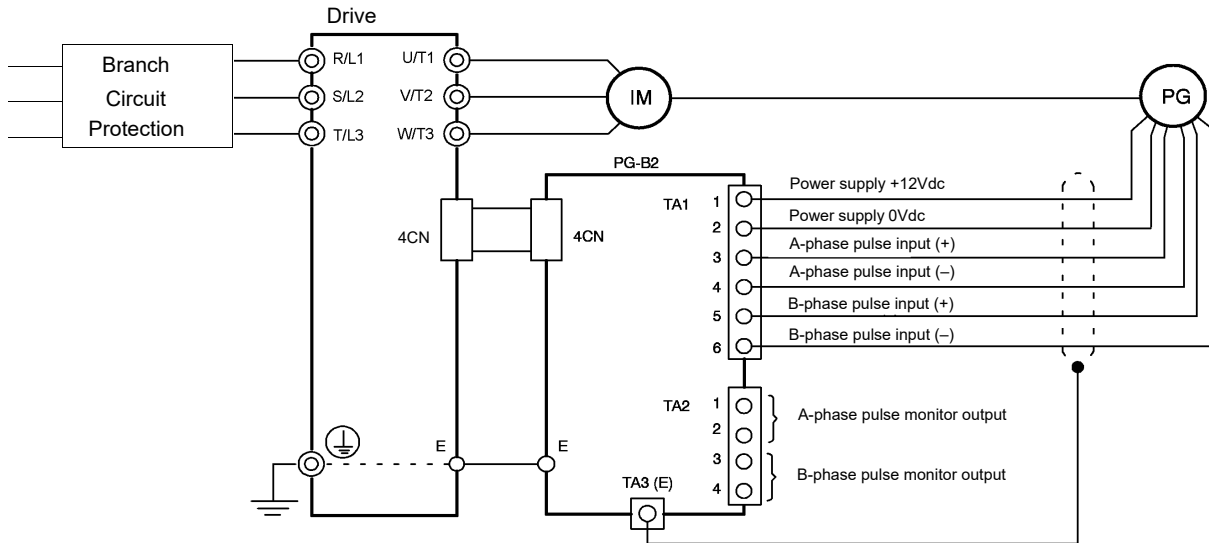 Drive
Branch
Circuit
Protection
R/L1
S/L2
T/L3
U/T1
V/T2
W/T3
IM
PG
PG-B2
4CN
4CN
TA1
1
2
3
4
5
6
Power supply +12Vdc
Power supply 0Vdc
A-phase pulse input (+)
A-phase pulse input (–)
B-phase pulse input (+)
B-phase pulse input (–)
TA2
1
2
3
4
A-phase pulse monitor output
B-phase pulse monitor output
E
E
TA3 (E)